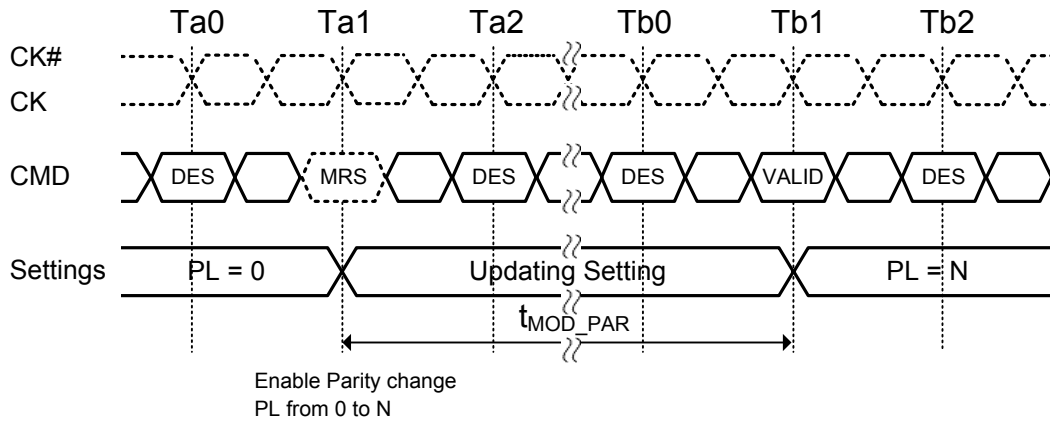 Ta0 Ta1 Ta2 Tb0 Tb1 Tb2
CK#
CK
CMD DES MRS DES DES VALID DES
Settings PL = 0 Updating Setting PL = N
tMOD_PAR
Enable Parity change
PL from 0 to N